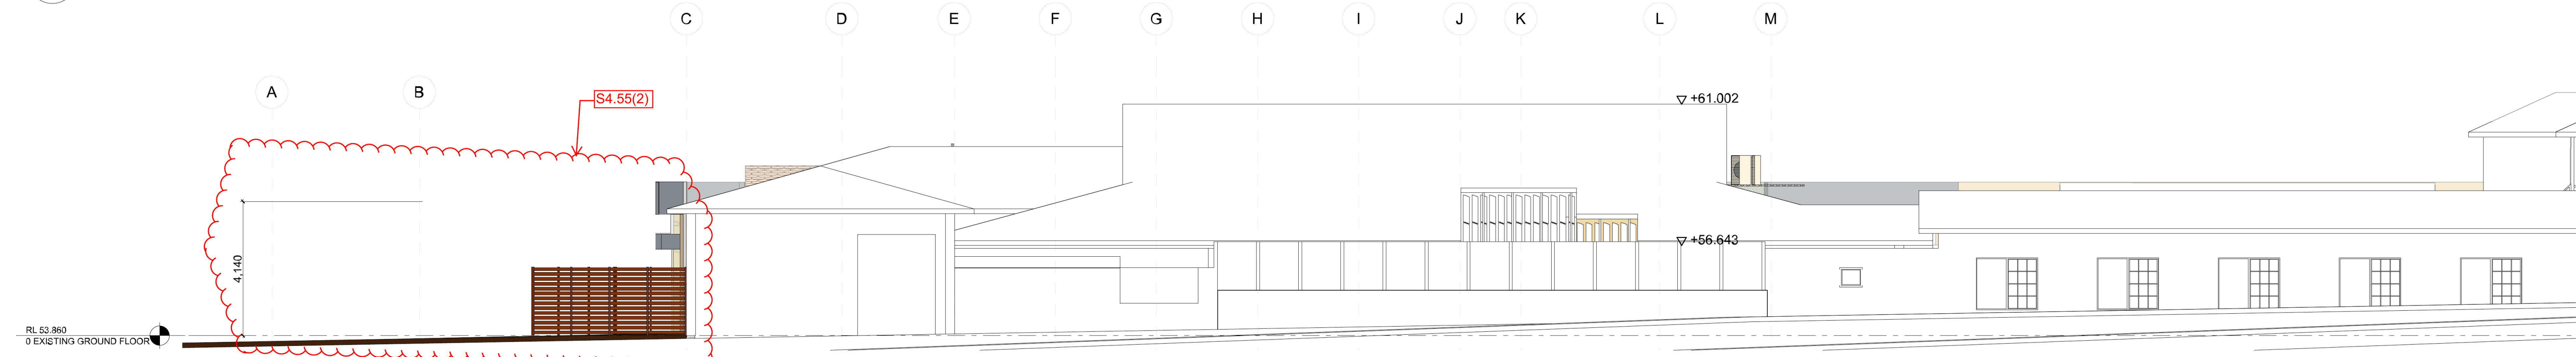 C D E F G H I J K L M
A B
S4.55(2)
+61.002
+56.643
4,140
RL 53.860
0 EXISTING GROUND FLOOR